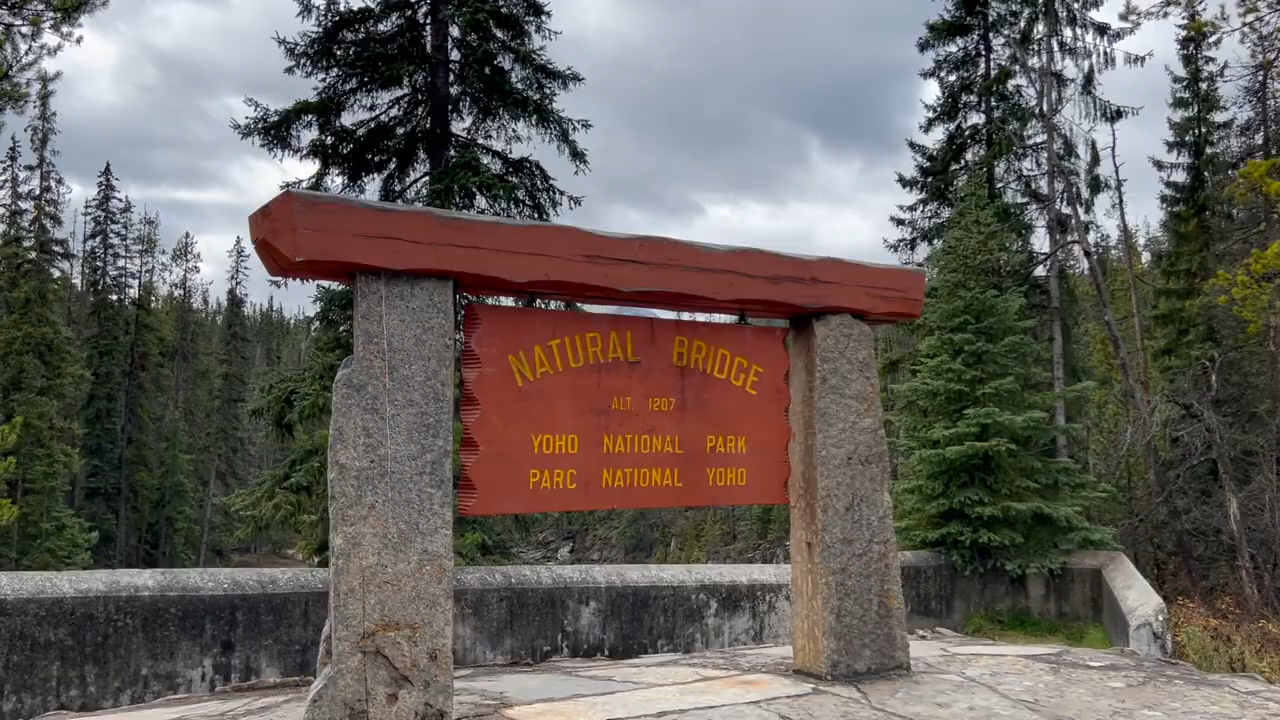 NATURAL BRIDGE
ALT. 1207
YOHO NATIONAL PARK
PARC NATIONAL YOHO